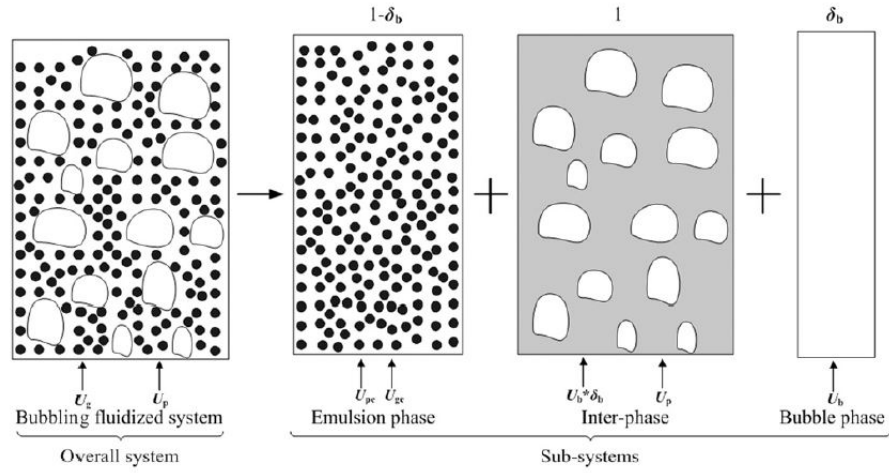 1-δb 1 δb
Ug Up Upe Uge Ub*δb Up Ub
Bubbling fluidized system Emulsion phase Inter-phase Bubble phase
Overall system Sub-systems